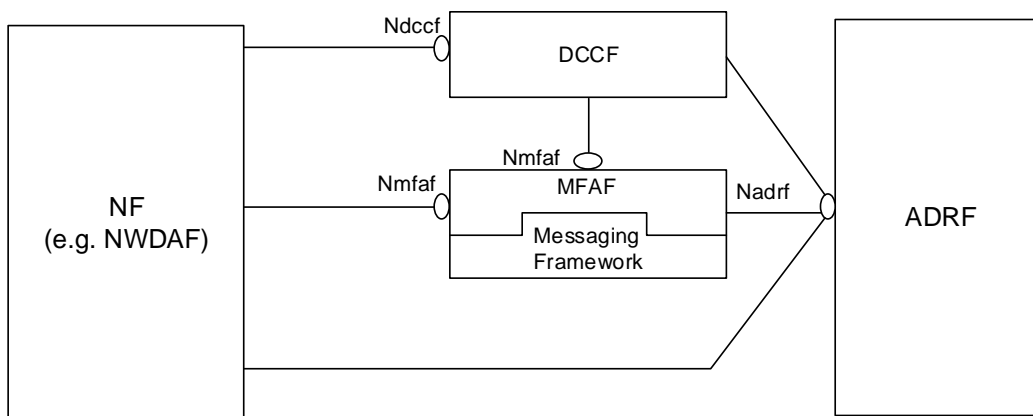 Ndccf
DCCF
Nmfaf
Nmfaf
MFAF
Nadrf
NF
(e.g. NWDAF)
Messaging
Framework
ADRF